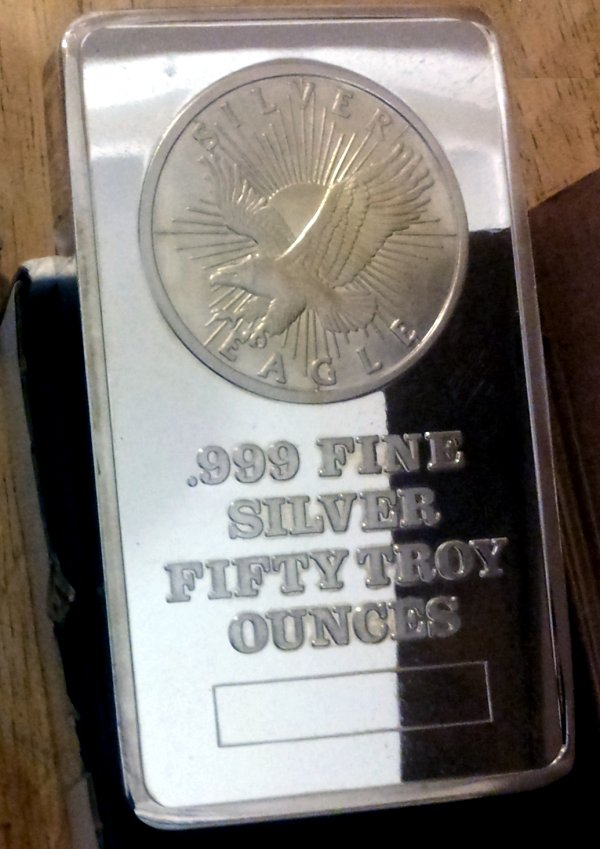 SILVER
EAGLE
.999 FINE
SILVER
FIFTY TROY
OUNCES